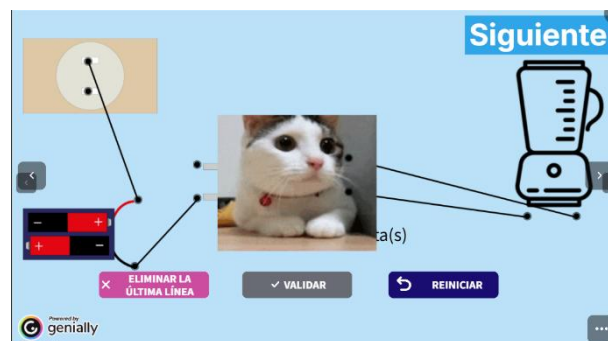 Siguiente
ta(s)
× ELIMINAR LA
ÚLTIMA LÍNEA
✓ VALIDAR
REINICIAR
Powered by
genially